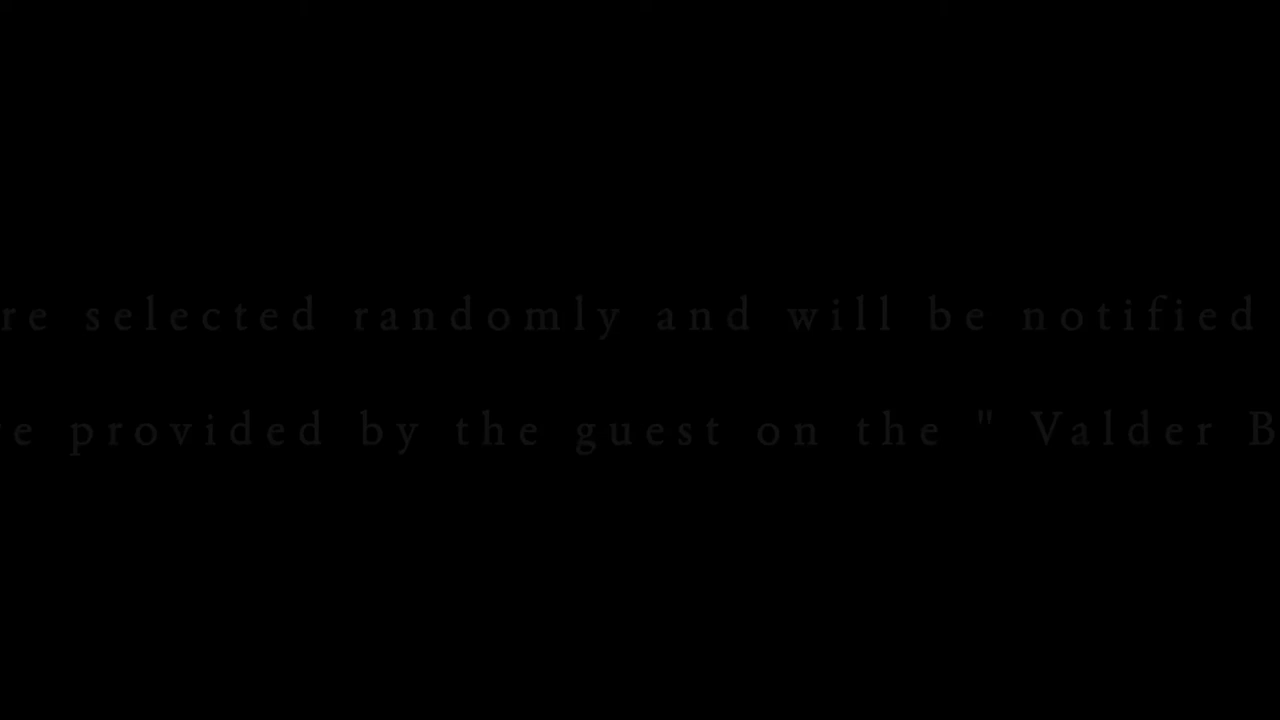 re selected randomly and will be notified
e provided by the guest on the " Valder B